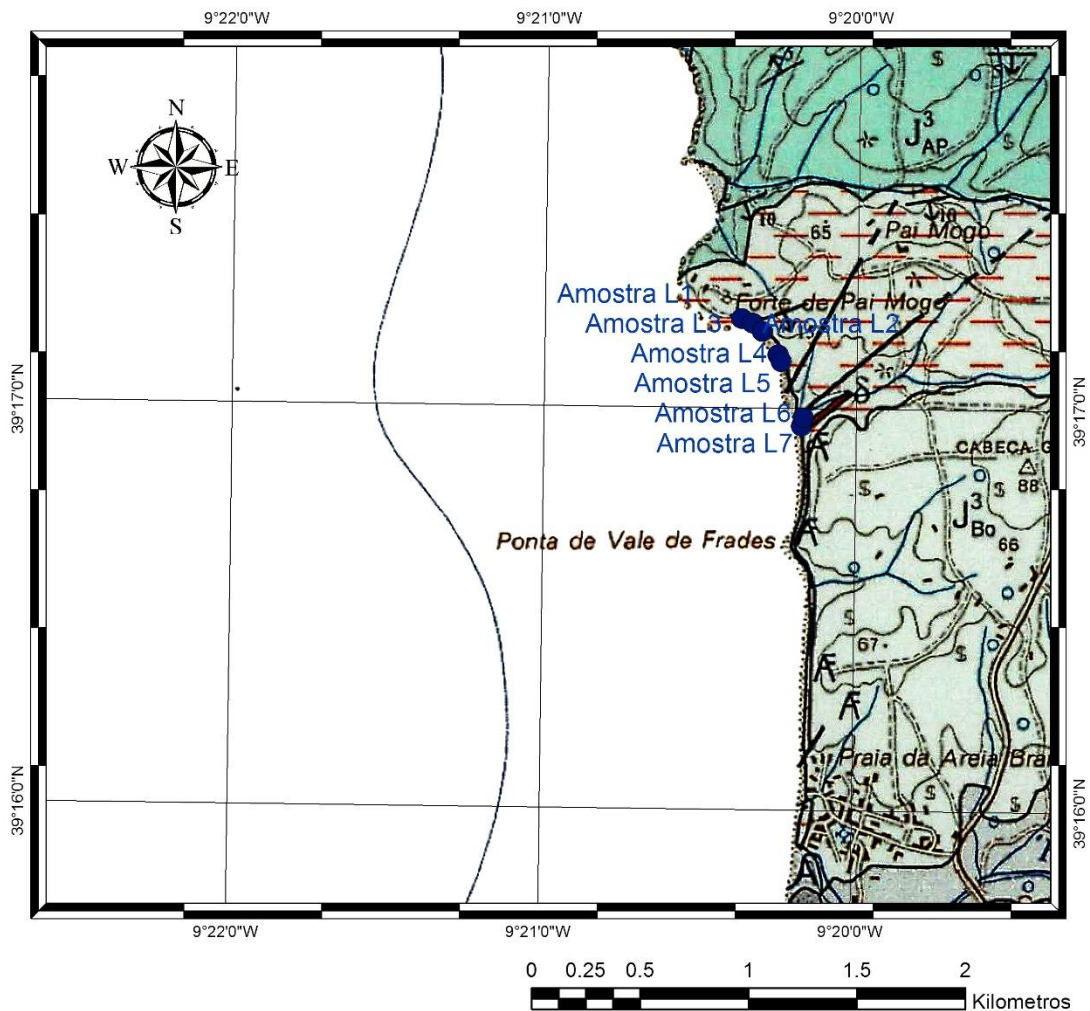 9°22'0"W 9°21'0"W 9°20'0"W
N
W E
S
J³AP
10
65
10
Pai Mogo
Amostra L1
Forte de Pai Mogo
Amostra L3
Amostra L2
Amostra L4
Amostra L5
39°17'0"N
39°17'0"N
Amostra L6
Amostra L7
CABEÇA G
88
J³Bo
66
Ponta de Vale de Frades
67
Praia da Areia Bran
39°16'0"N
39°16'0"N
9°22'0"W 9°21'0"W 9°20'0"W
0 0.25 0.5 1 1.5 2
Kilometros